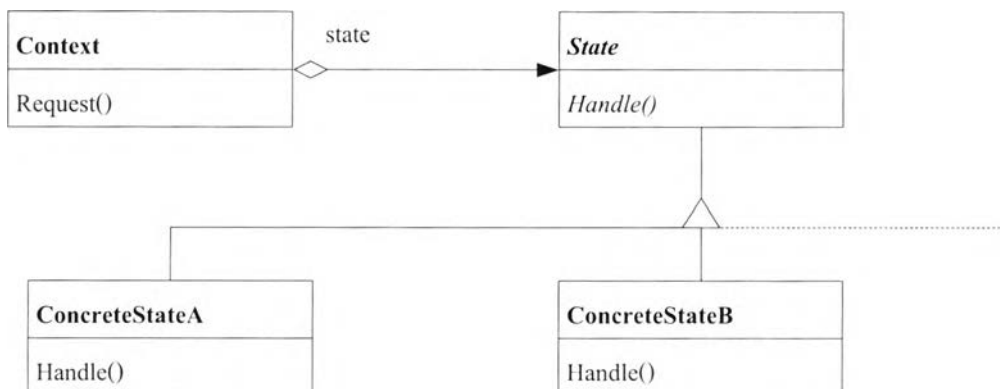 Context
state
State
Request()
Handle()
ConcreteStateA
ConcreteStateB
Handle()
Handle()